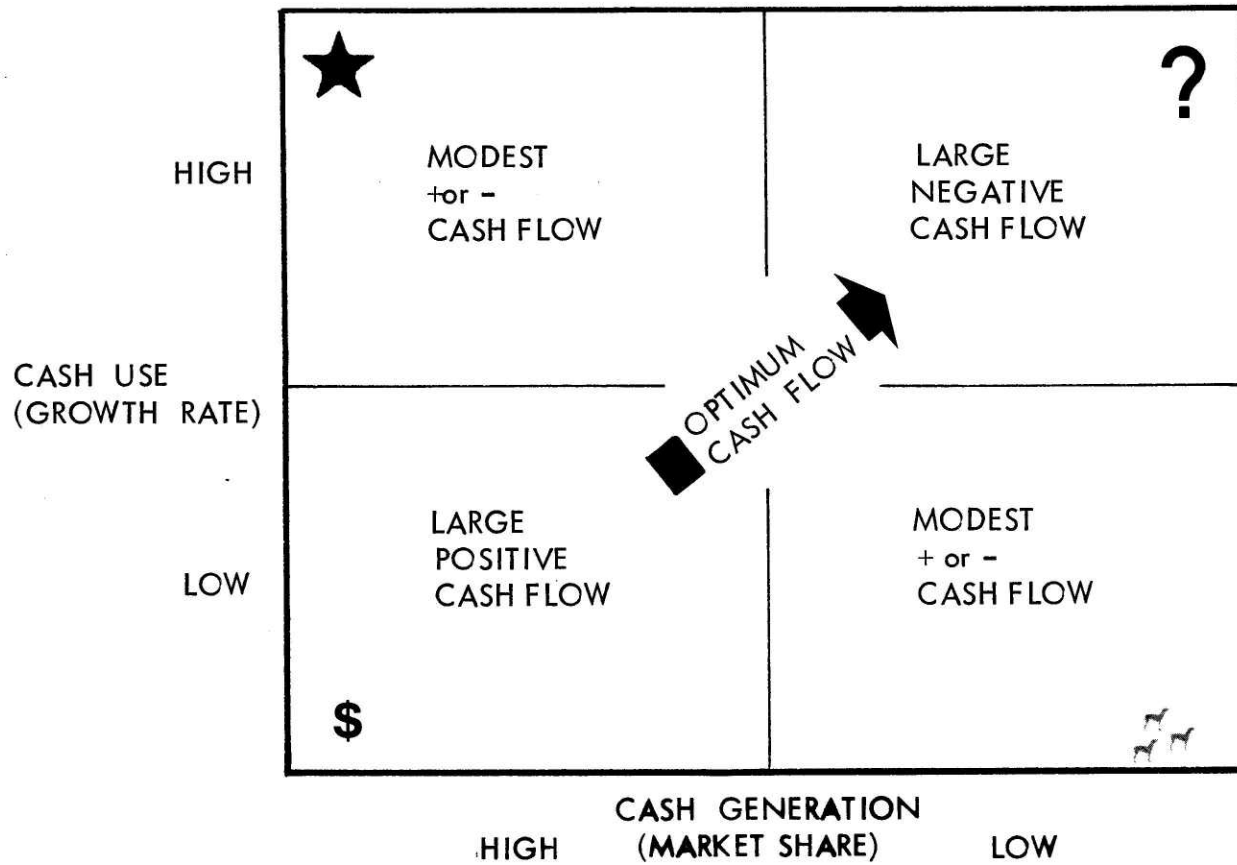 ?
MODEST
+or -
CASH FLOW
LARGE
NEGATIVE
CASH FLOW
HIGH
CASH USE
(GROWTH RATE)
OPTIMUM
CASH FLOW
LARGE
POSITIVE
CASH FLOW
MODEST
+ or -
CASH FLOW
LOW
$
CASH GENERATION
(MARKET SHARE)
HIGH
LOW